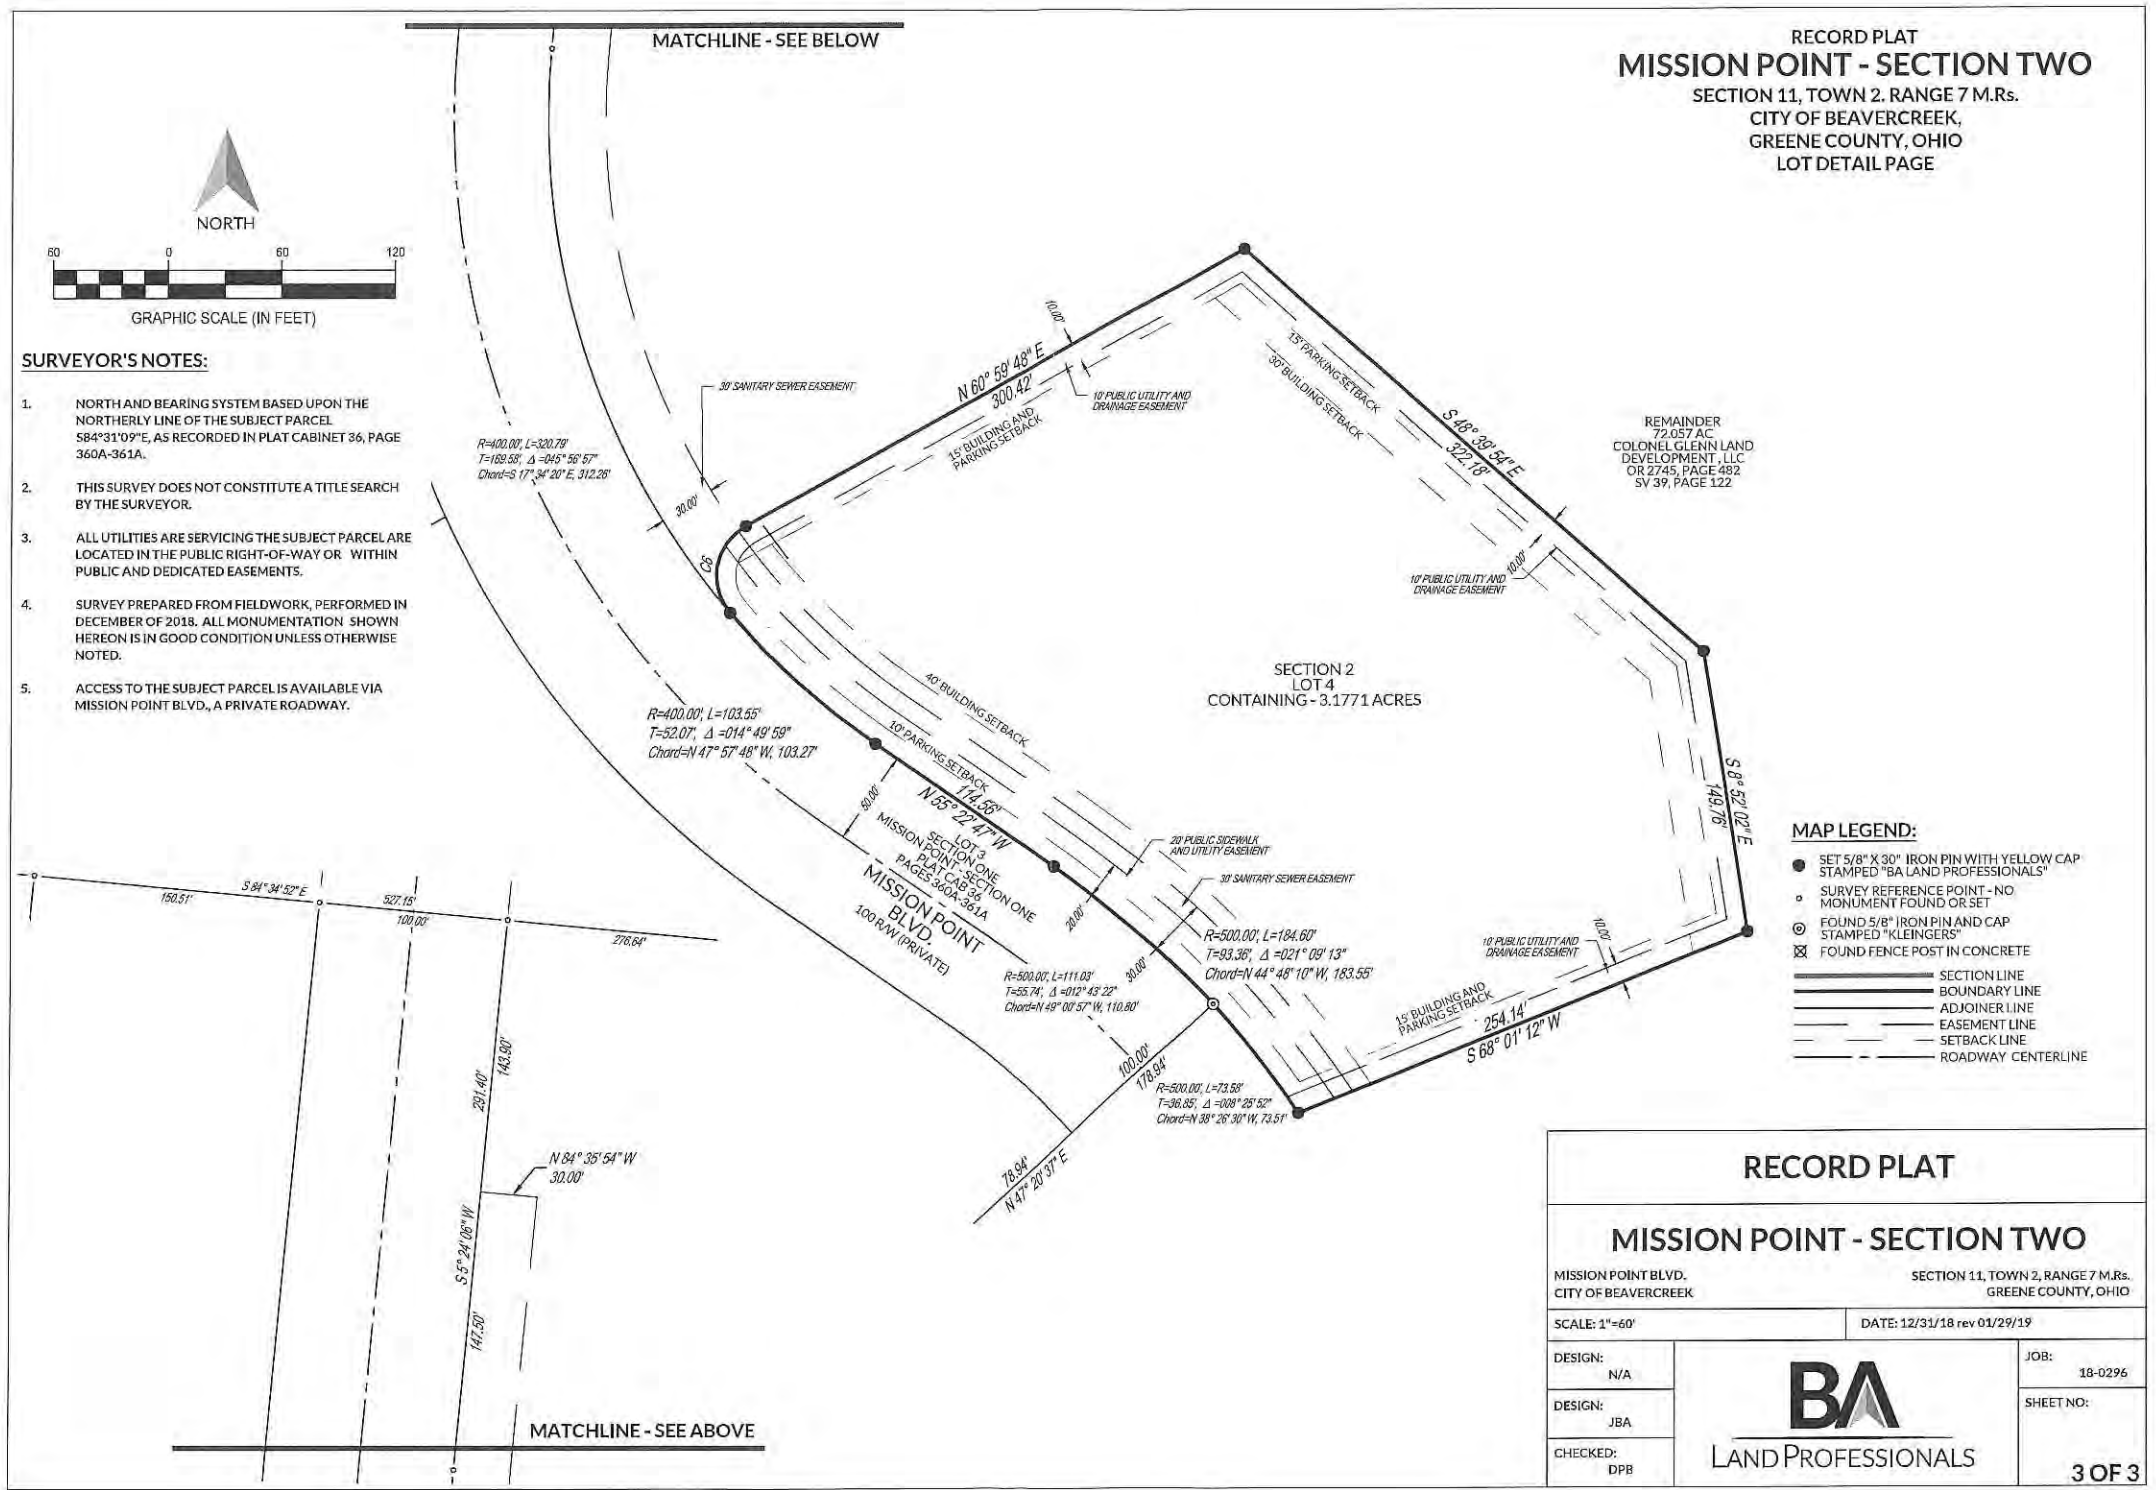 MATCHLINE - SEE BELOW
RECORD PLAT
MISSION POINT - SECTION TWO
SECTION 11, TOWN 2. RANGE 7 M.Rs.
CITY OF BEAVERCREEK,
GREENE COUNTY, OHIO
LOT DETAIL PAGE
NORTH
60 0 60 120
GRAPHIC SCALE (IN FEET)
SURVEYOR'S NOTES:
1. NORTH AND BEARING SYSTEM BASED UPON THE
NORTHERLY LINE OF THE SUBJECT PARCEL
S84°31'09"E, AS RECORDED IN PLAT CABINET 36, PAGE
360A-361A.
2. THIS SURVEY DOES NOT CONSTITUTE A TITLE SEARCH
BY THE SURVEYOR.
3. ALL UTILITIES ARE SERVICING THE SUBJECT PARCEL ARE
LOCATED IN THE PUBLIC RIGHT-OF-WAY OR WITHIN
PUBLIC AND DEDICATED EASEMENTS.
4. SURVEY PREPARED FROM FIELDWORK, PERFORMED IN
DECEMBER OF 2018. ALL MONUMENTATION SHOWN
HEREON IS IN GOOD CONDITION UNLESS OTHERWISE
NOTED.
5. ACCESS TO THE SUBJECT PARCEL IS AVAILABLE VIA
MISSION POINT BLVD., A PRIVATE ROADWAY.
R=400.00', L=320.79'
T=169.58', Δ =045° 56' 57"
Chord=S 17° 34' 20" E, 312.26'
30' SANITARY SEWER EASEMENT
30.00'
C6
N 60° 59' 48" E
300.42'
10.00'
10' PUBLIC UTILITY AND
DRAINAGE EASEMENT
15' BUILDING AND
PARKING SETBACK
15' PARKING SETBACK
30' BUILDING SETBACK
S 48° 39' 54" E
322.18'
10.00'
10' PUBLIC UTILITY AND
DRAINAGE EASEMENT
REMAINDER
72.057 AC
COLONEL GLENN LAND
DEVELOPMENT, LLC
OR 2745, PAGE 482
SV 39, PAGE 122
SECTION 2
LOT 4
CONTAINING - 3.1771 ACRES
40' BUILDING SETBACK
10' PARKING SETBACK
R=400.00', L=103.55'
T=52.07', Δ =014° 49' 59"
Chord=N 47° 57' 48" W, 103.27'
114.56'
N 55° 22' 47" W
50.00'
LOT 3
SECTION ONE
MISSION POINT - SECTION ONE
PLAT CAB 36
PAGES 360A-361A
MISSION POINT
BLVD.
100 R/W (PRIVATE)
20' PUBLIC SIDEWALK
AND UTILITY EASEMENT
20.00'
30' SANITARY SEWER EASEMENT
30.00'
R=500.00', L=184.60'
T=93.36', Δ =021° 09' 13"
Chord=N 44° 48' 10" W, 183.55'
R=500.00', L=111.03'
T=55.74', Δ =012° 43' 22"
Chord=N 49° 00' 57" W, 110.80'
100.00'
178.94'
R=500.00', L=73.58'
T=36.85', Δ =008° 25' 52"
Chord=N 38° 26' 30" W, 73.51'
78.94'
N 47° 20' 37" E
10' PUBLIC UTILITY AND
DRAINAGE EASEMENT
10.00'
15' BUILDING AND
PARKING SETBACK
254.14'
S 68° 01' 12" W
S 8° 52' 02" E
149.76'
MAP LEGEND:
SET 5/8" X 30" IRON PIN WITH YELLOW CAP
STAMPED "BA LAND PROFESSIONALS"
SURVEY REFERENCE POINT - NO
MONUMENT FOUND OR SET
FOUND 5/8" IRON PIN AND CAP
STAMPED "KLEINGERS"
FOUND FENCE POST IN CONCRETE
SECTION LINE
BOUNDARY LINE
ADJOINER LINE
EASEMENT LINE
SETBACK LINE
ROADWAY CENTERLINE
150.51'
S 84° 34' 52" E
527.15'
100.00'
276.64'
143.90'
291.40'
N 84° 35' 54" W
30.00'
S 5° 24' 06" W
147.50'
MATCHLINE - SEE ABOVE
RECORD PLAT
MISSION POINT - SECTION TWO
MISSION POINT BLVD.
CITY OF BEAVERCREEK
SECTION 11, TOWN 2, RANGE 7 M.Rs.
GREENE COUNTY, OHIO
SCALE: 1"=60'
DATE: 12/31/18 rev 01/29/19
DESIGN:
N/A
DESIGN:
JBA
CHECKED:
DPB
BA
LAND PROFESSIONALS
JOB:
18-0296
SHEET NO:
3 OF 3